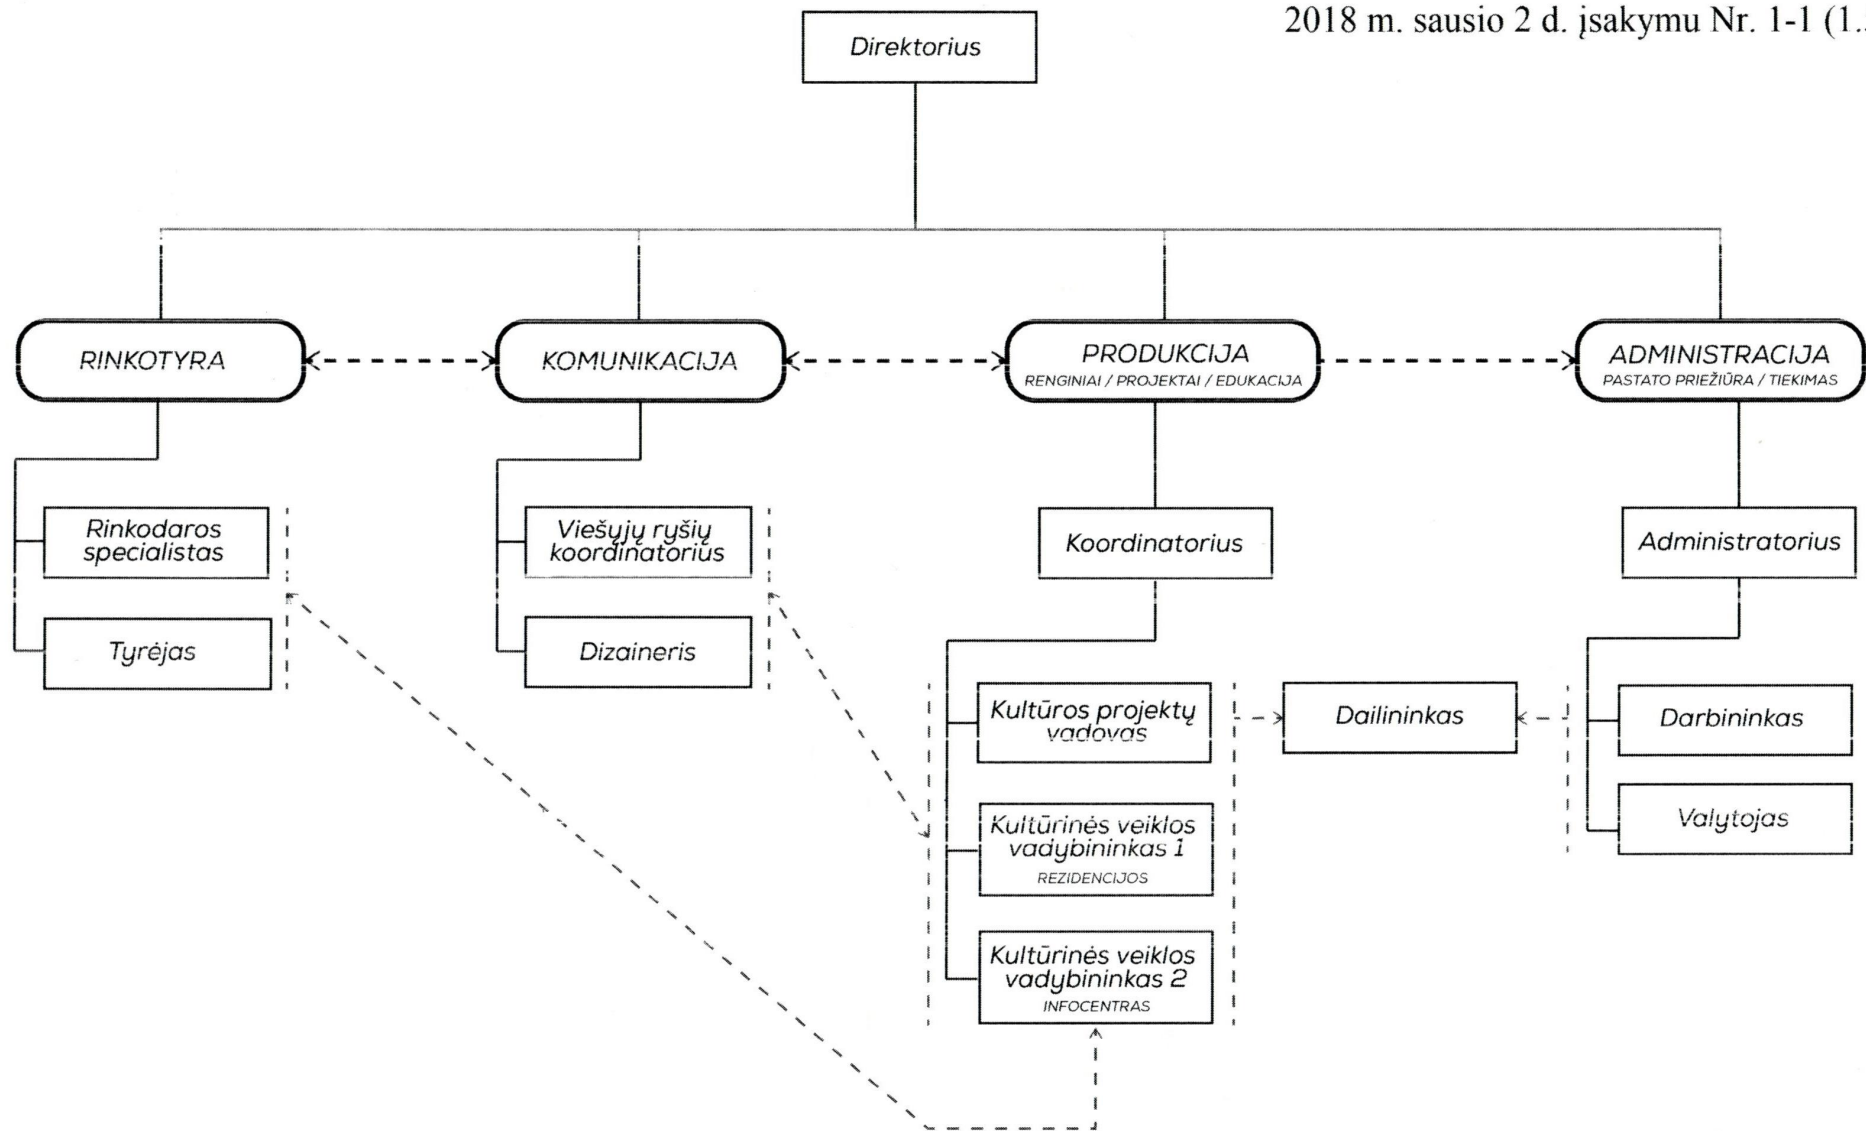 2018 m. sausio 2 d. įsakymu Nr. 1-1 (1.
Direktorius
RINKOTYRA
KOMUNIKACIJA
PRODUKCIJA
RENGINIAI / PROJEKTAI / EDUKACIJA
ADMINISTRACIJA
PASTATO PRIEŽIŪRA / TIEKIMAS
Rinkodaros
specialistas
Tyrėjas
Viešųjų ryšių
koordinatorius
Dizaineris
Koordinatorius
Kultūros projektų
vadovas
Kultūrinės veiklos
vadybininkas 1
REZIDENCIJOS
Kultūrinės veiklos
vadybininkas 2
INFOCENTRAS
Dailininkas
Administratorius
Darbininkas
Valytojas